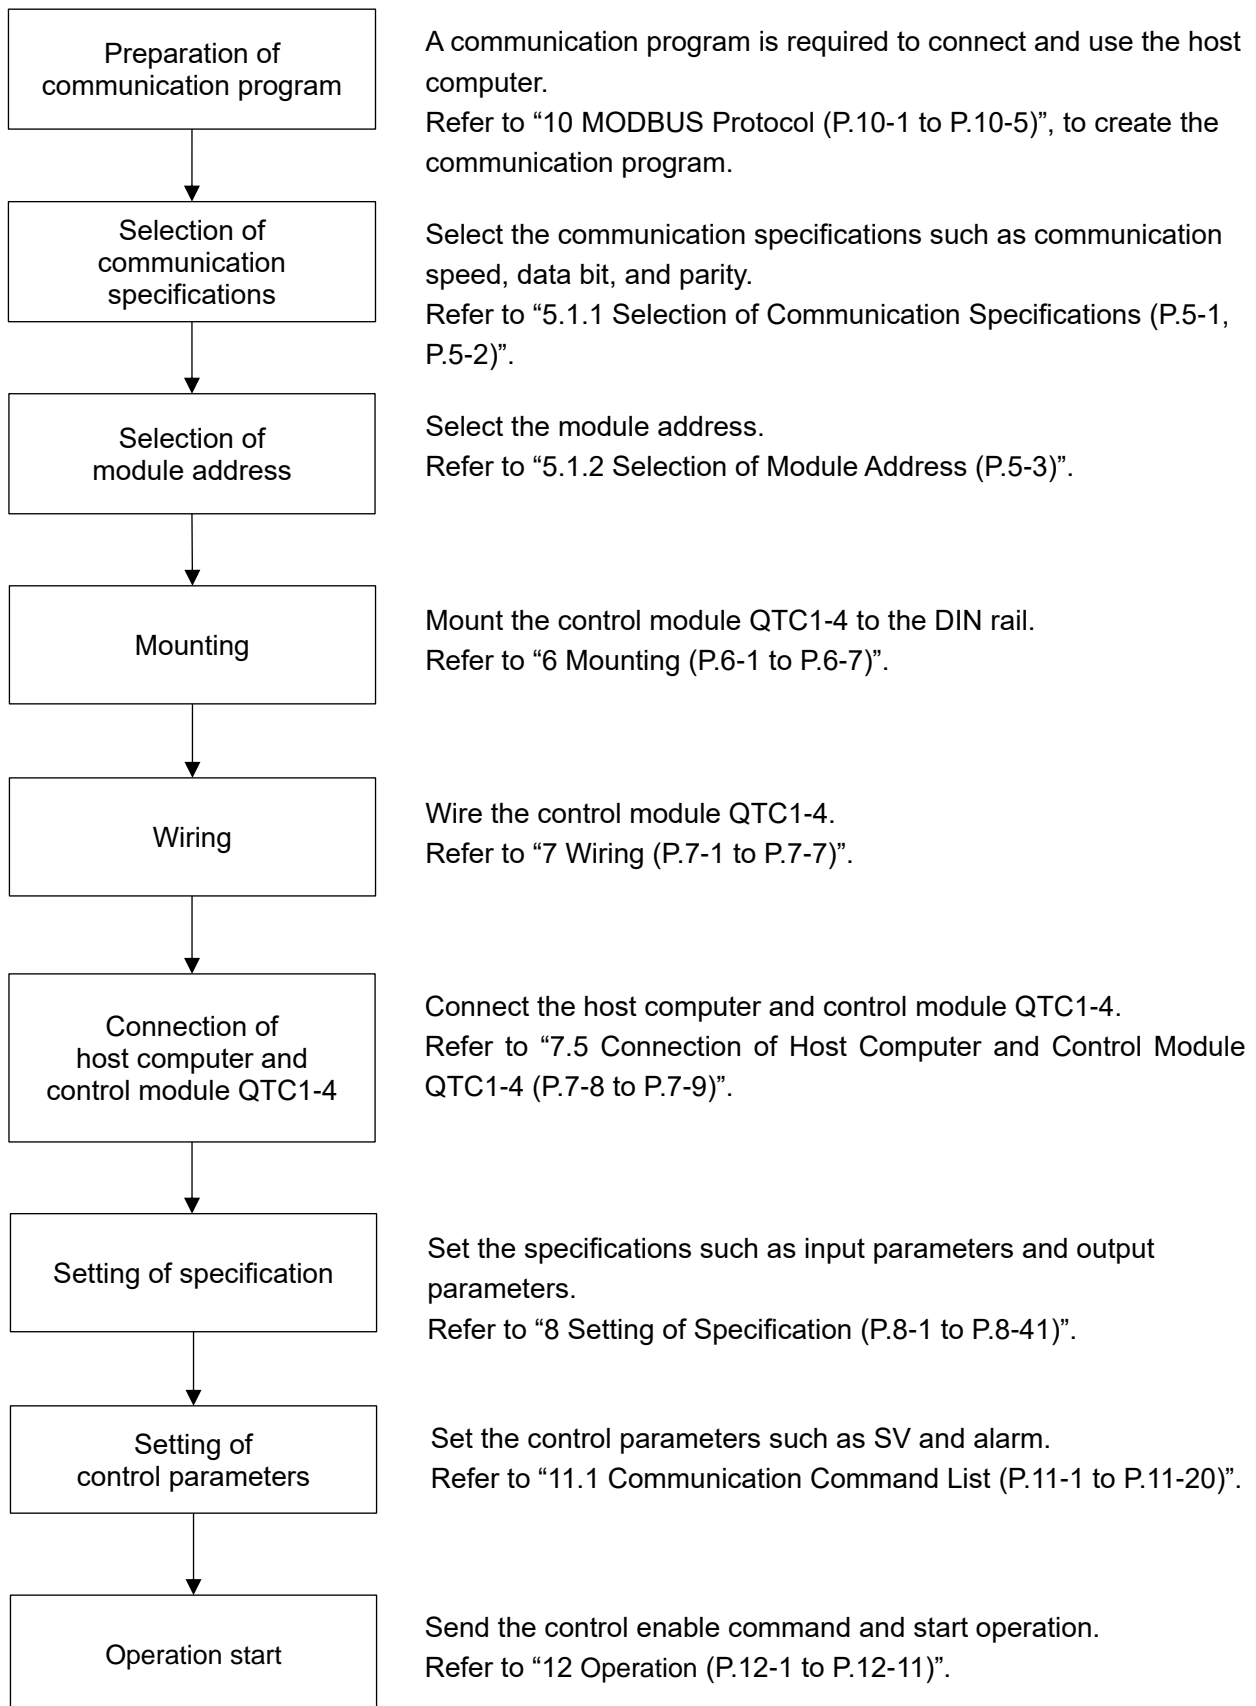 Preparation of
communication program
A communication program is required to connect and use the host
computer.
Refer to “10 MODBUS Protocol (P.10-1 to P.10-5)”, to create the
communication program.
Selection of
communication
specifications
Select the communication specifications such as communication
speed, data bit, and parity.
Refer to “5.1.1 Selection of Communication Specifications (P.5-1,
P.5-2)”.
Selection of
module address
Select the module address.
Refer to “5.1.2 Selection of Module Address (P.5-3)”.
Mounting
Mount the control module QTC1-4 to the DIN rail.
Refer to “6 Mounting (P.6-1 to P.6-7)”.
Wiring
Wire the control module QTC1-4.
Refer to “7 Wiring (P.7-1 to P.7-7)”.
Connection of
host computer and
control module QTC1-4
Connect the host computer and control module QTC1-4.
Refer to “7.5 Connection of Host Computer and Control Module
QTC1-4 (P.7-8 to P.7-9)”.
Setting of specification
Set the specifications such as input parameters and output
parameters.
Refer to “8 Setting of Specification (P.8-1 to P.8-41)”.
Setting of
control parameters
Set the control parameters such as SV and alarm.
Refer to “11.1 Communication Command List (P.11-1 to P.11-20)”.
Operation start
Send the control enable command and start operation.
Refer to “12 Operation (P.12-1 to P.12-11)”.